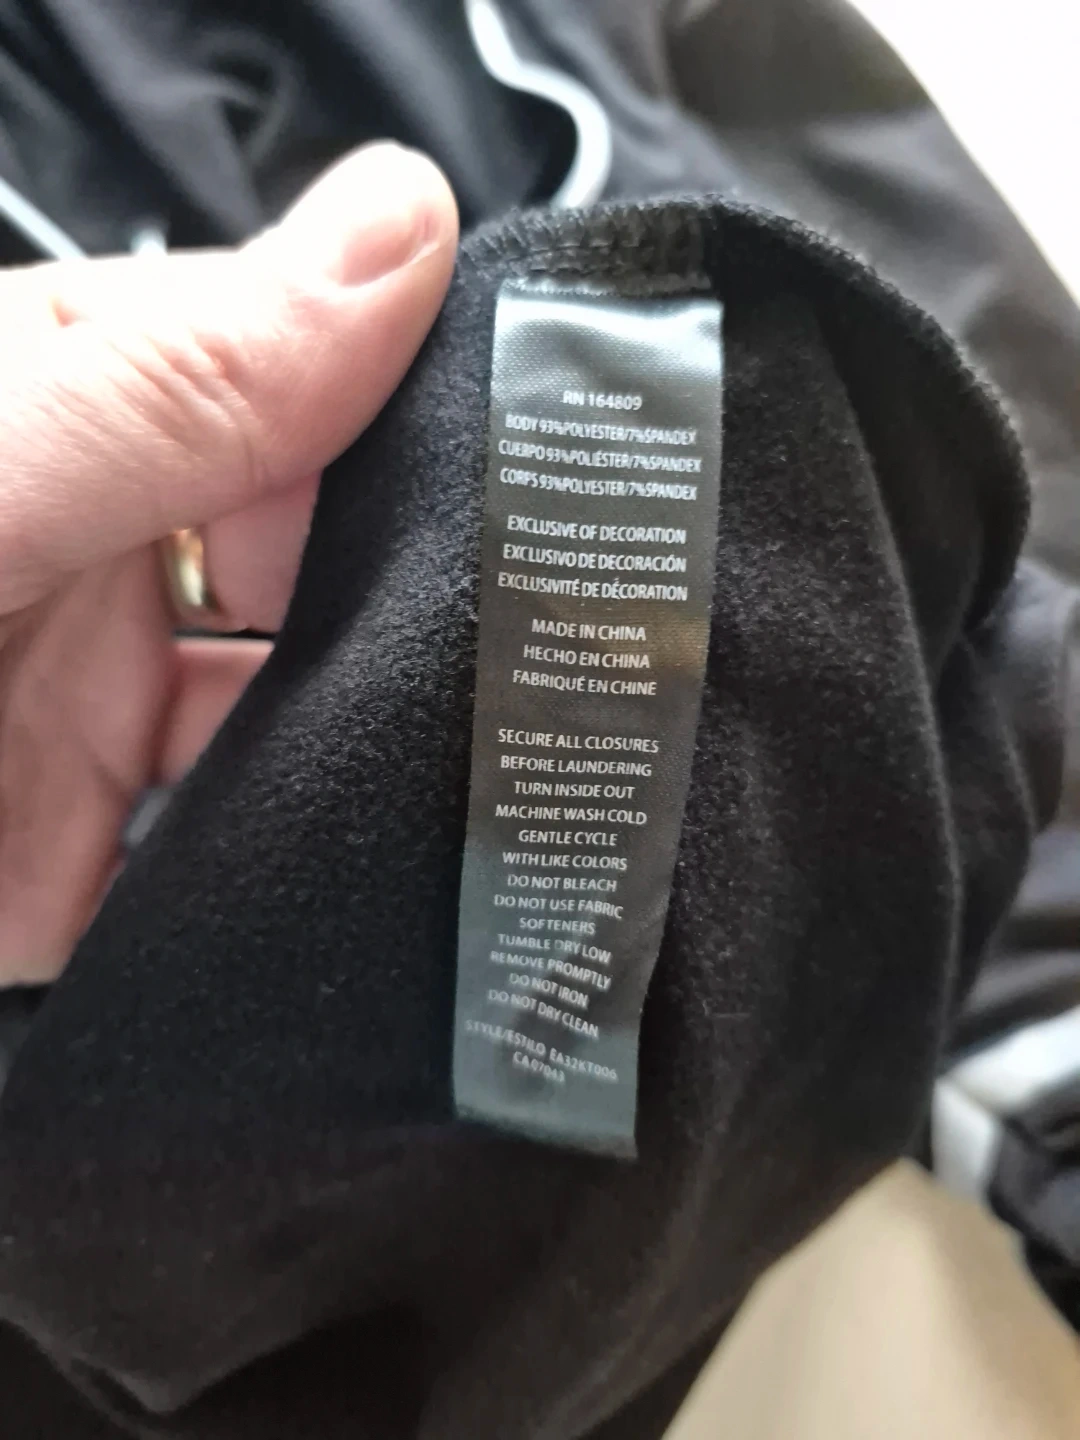 RN 164809
BODY 93%POLYESTER/7%SPANDEX
CUERPO 93%POLIÉSTER/7%SPANDEX
CORPS 93%POLYESTER/7%SPANDEX
EXCLUSIVE OF DECORATION
EXCLUSIVO DE DECORACIÓN
EXCLUSIVITÉ DE DÉCORATION
MADE IN CHINA
HECHO EN CHINA
FABRIQUÉ EN CHINE
SECURE ALL CLOSURES
BEFORE LAUNDERING
TURN INSIDE OUT
MACHINE WASH COLD
GENTLE CYCLE
WITH LIKE COLORS
DO NOT BLEACH
DO NOT USE FABRIC
SOFTENERS
TUMBLE DRY LOW
REMOVE PROMPTLY
DO NOT IRON
DO NOT DRY CLEAN
STYLE/ESTILO EA32KT006
CA 07043